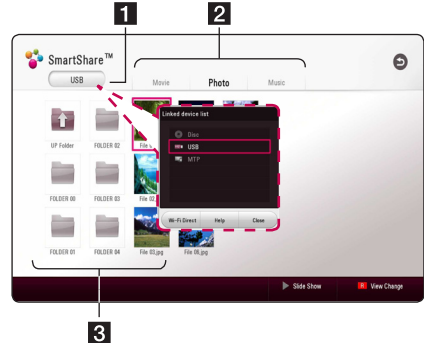 1
2
SmartShare™
USB
Movie
Photo
Music
Linked device list
Disc
USB
MTP
Wi-Fi Direct
Help
Close
UP Folder
FOLDER 02
FOLDER 00
FOLDER 03
File 02
FOLDER 01
FOLDER 04
File 03.jpg
File 08.jpg
Slide Show
R
View Change
3